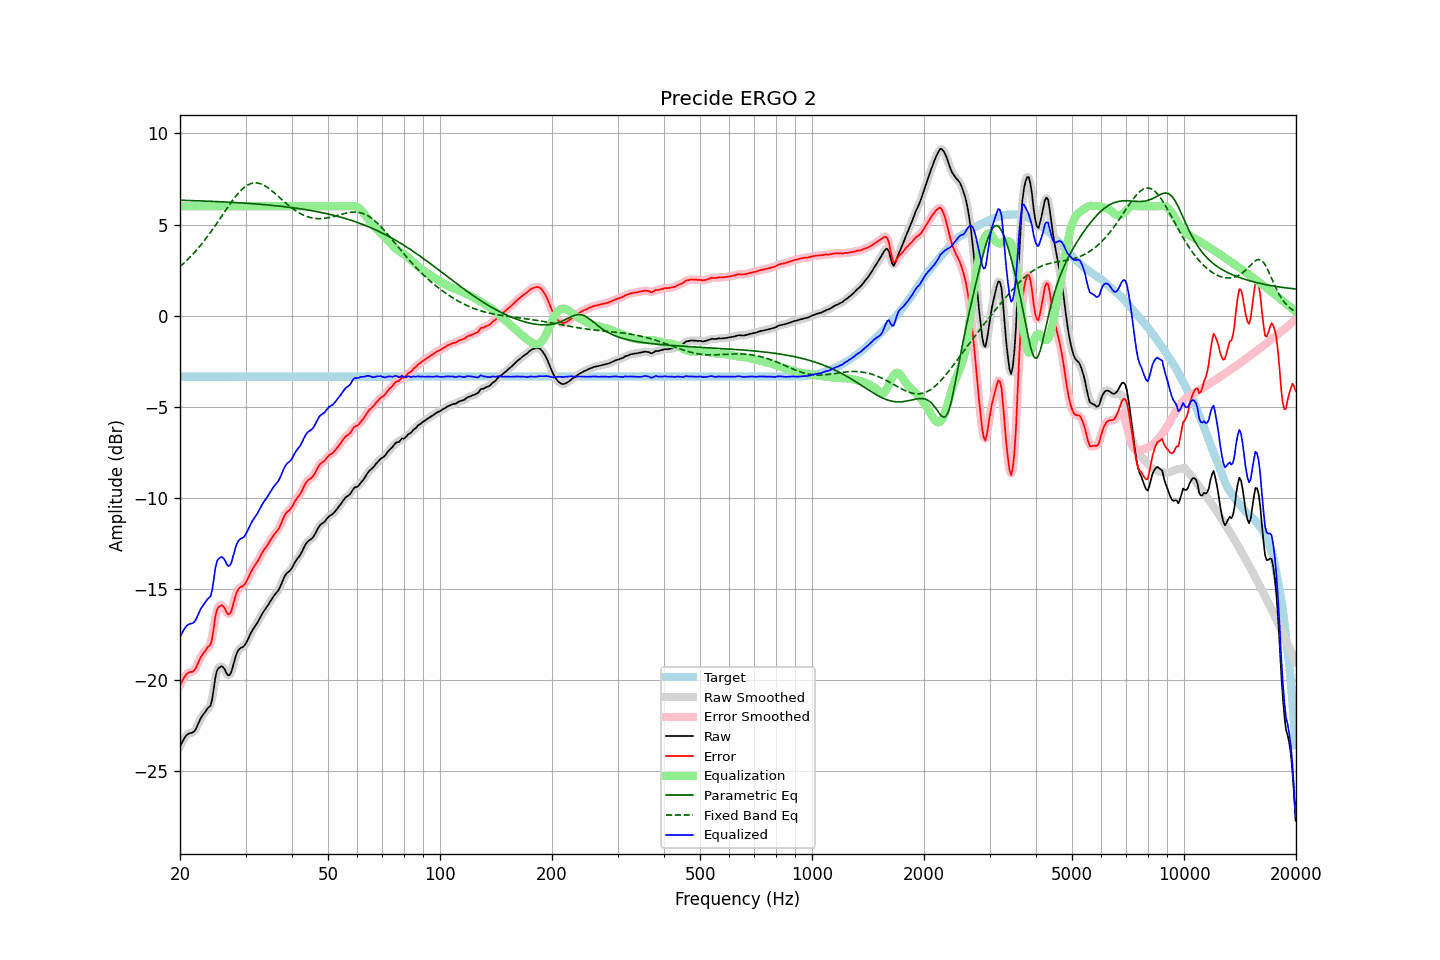 Precide ERGO 2
10
5
0
−5
−10
−15
−20
−25
Amplitude (dBr)
Target
Raw Smoothed
Error Smoothed
Raw
Error
Equalization
Parametric Eq
Fixed Band Eq
Equalized
20 50 100 200 500 1000 2000 5000 10000 20000
Frequency (Hz)